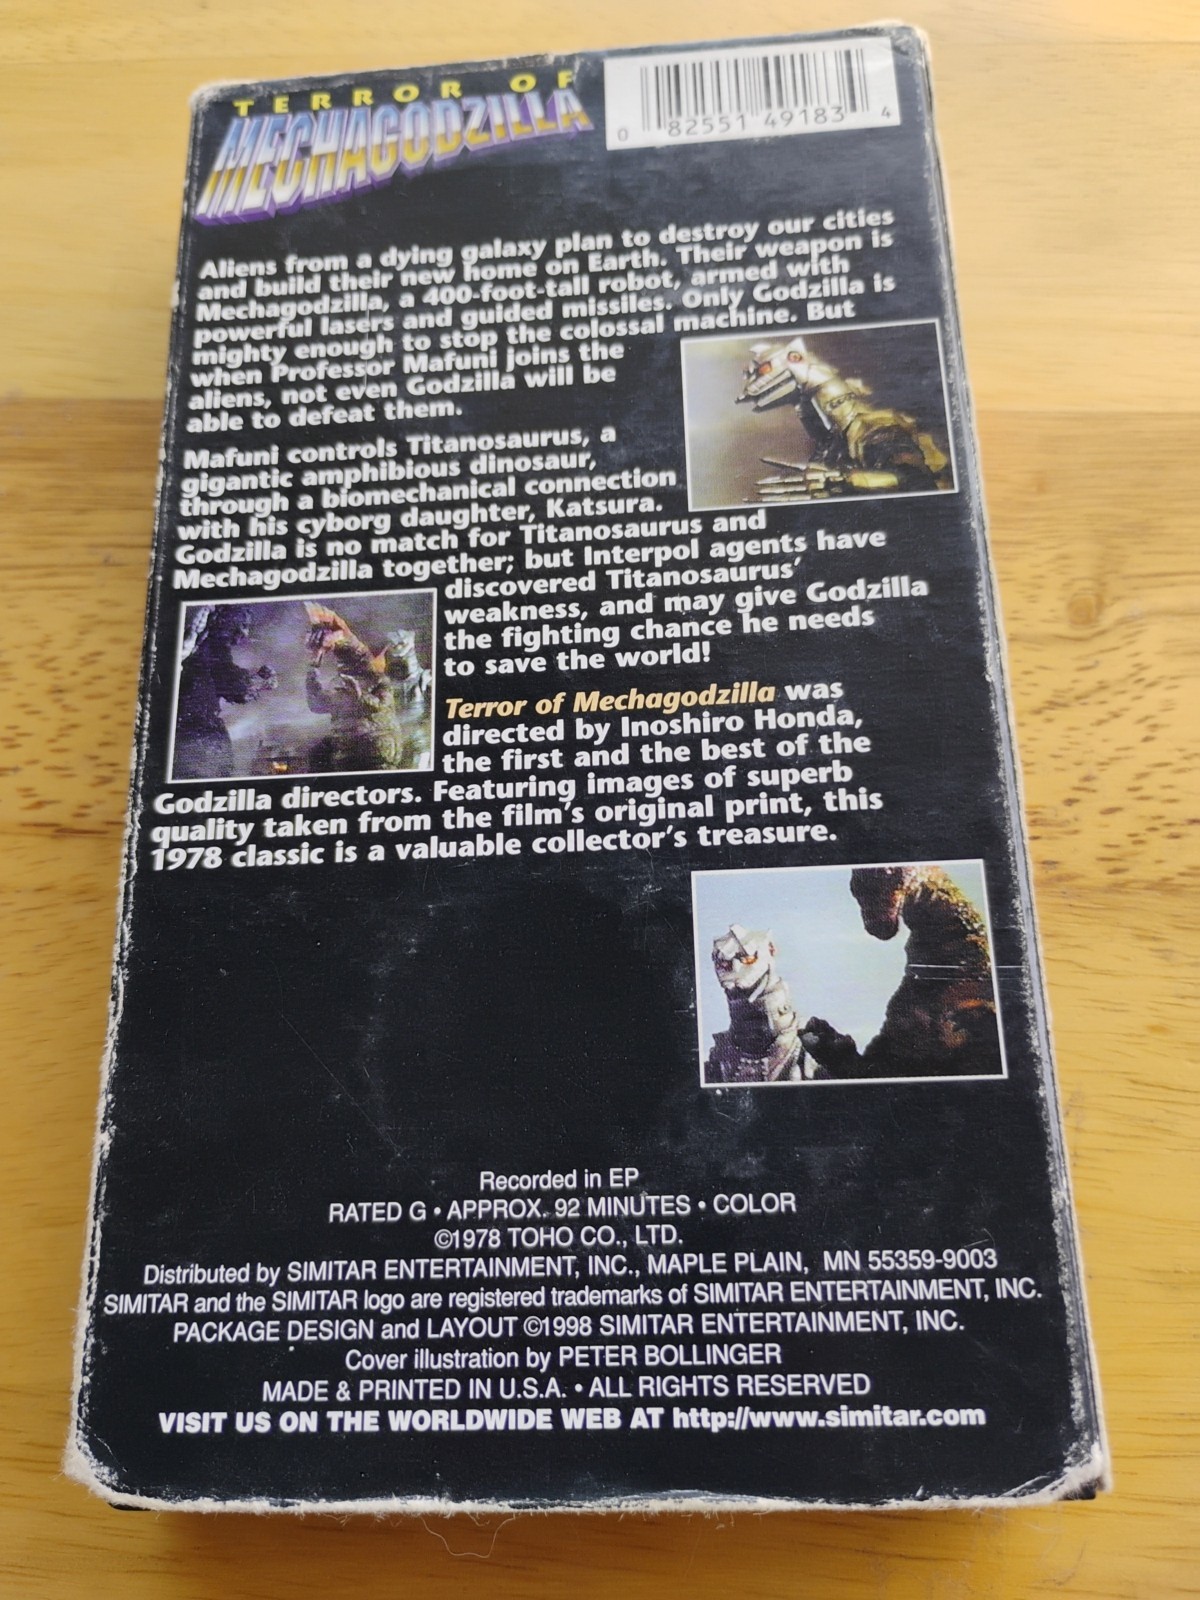 TERROR OF
MECHAGODZILLA
0 82551 49183 4
Aliens from a dying galaxy plan to destroy our cities
and build their new home on Earth. Their weapon is
Mechagodzilla, a 400-foot-tall robot, armed with
powerful lasers and guided missiles. Only Godzilla is
mighty enough to stop the colossal machine. But
when Professor Mafuni joins the
aliens, not even Godzilla will be
able to defeat them.
Mafuni controls Titanosaurus, a
gigantic amphibious dinosaur,
through a biomechanical connection
with his cyborg daughter, Katsura.
Godzilla is no match for Titanosaurus and
Mechagodzilla together; but Interpol agents have
discovered Titanosaurus'
weakness, and may give Godzilla
the fighting chance he needs
to save the world!
Terror of Mechagodzilla was
directed by Inoshiro Honda,
the first and the best of the
Godzilla directors. Featuring images of superb
quality taken from the film's original print, this
1978 classic is a valuable collector's treasure.
Recorded in EP
RATED G • APPROX. 92 MINUTES • COLOR
©1978 TOHO CO., LTD.
Distributed by SIMITAR ENTERTAINMENT, INC., MAPLE PLAIN, MN 55359-9003
SIMITAR and the SIMITAR logo are registered trademarks of SIMITAR ENTERTAINMENT, INC.
PACKAGE DESIGN and LAYOUT ©1998 SIMITAR ENTERTAINMENT, INC.
Cover illustration by PETER BOLLINGER
MADE & PRINTED IN U.S.A. • ALL RIGHTS RESERVED
VISIT US ON THE WORLDWIDE WEB AT http://www.simitar.com